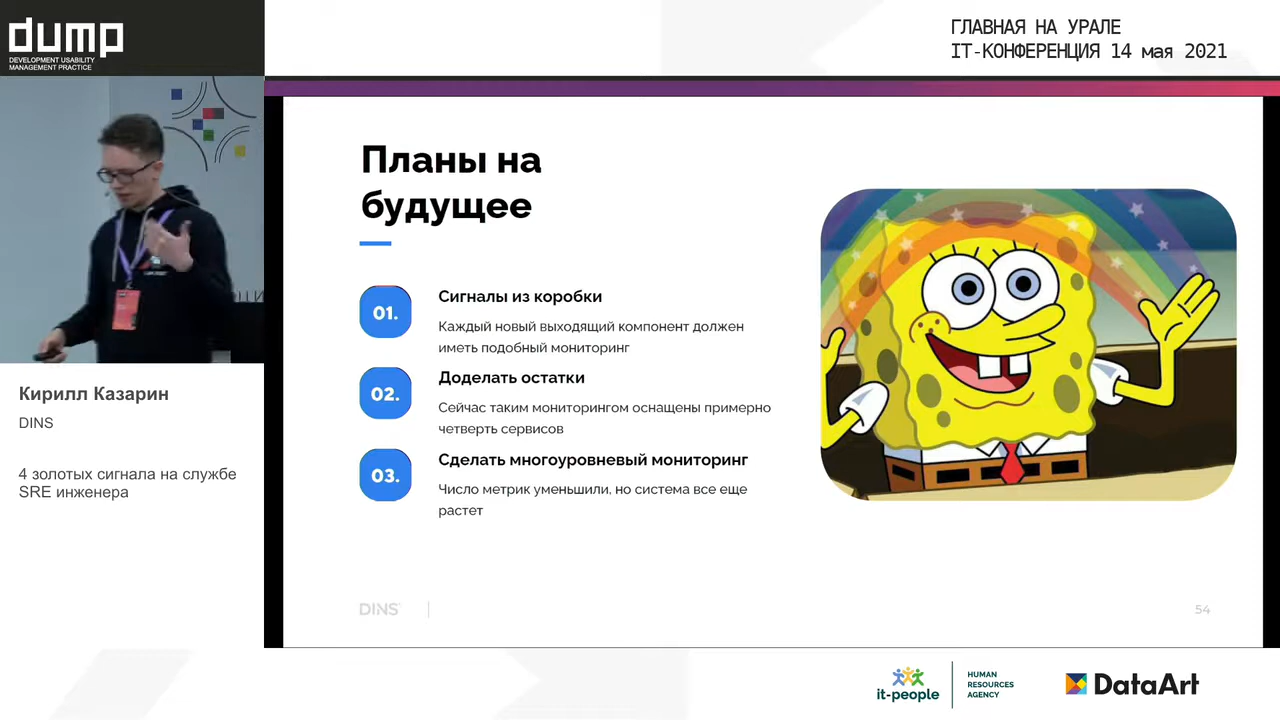 dump
DEVELOPMENT USABILITY
MANAGEMENT PRACTICE
ГЛАВНАЯ НА УРАЛЕ
IT-КОНФЕРЕНЦИЯ 14 мая 2021
Планы на
будущее
01.
Сигналы из коробки
Каждый новый выходящий компонент должен
иметь подобный мониторинг
02.
Доделать остатки
Сейчас таким мониторингом оснащены примерно
четверть сервисов
03.
Сделать многоуровневый мониторинг
Число метрик уменьшили, но система все еще
растет
DINS
54
Кирилл Казарин
DINS
4 золотых сигнала на службе
SRE инженера
it-people
HUMAN
RESOURCES
AGENCY
DataArt